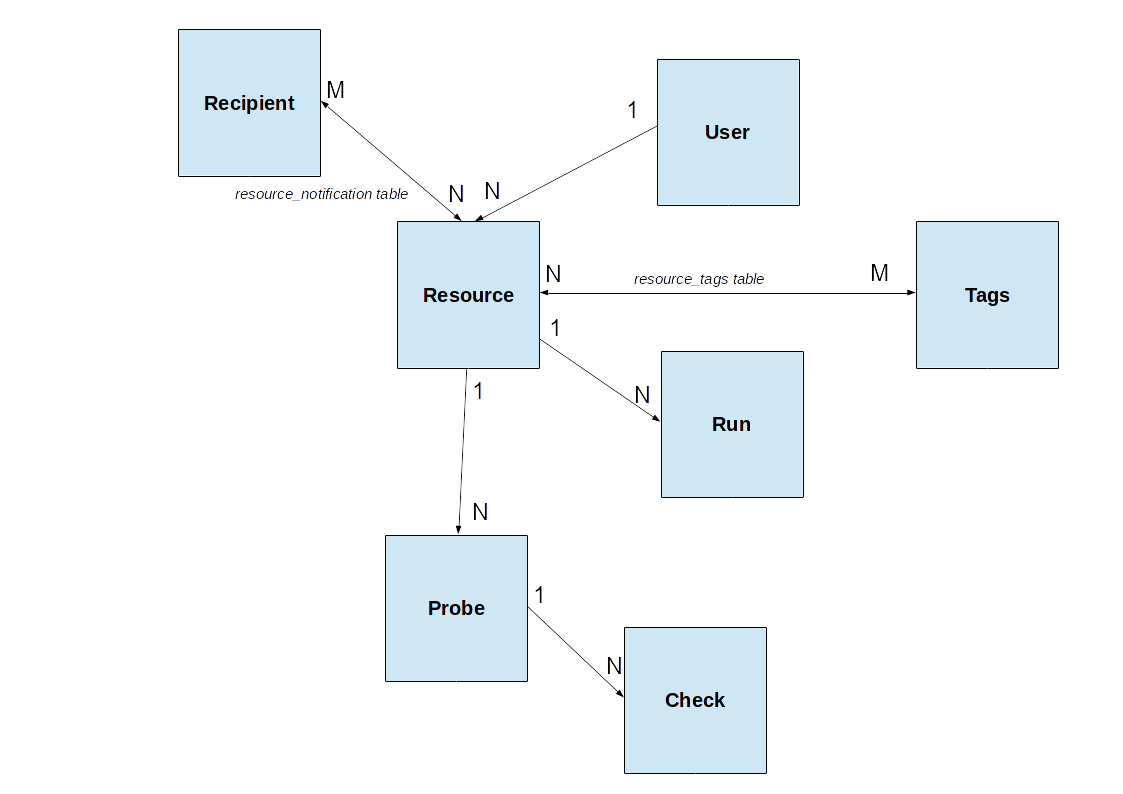 Recipient
M
1
User
resource_notification table
N
N
Resource
N
resource_tags table
M
Tags
1
N
Run
1
N
Probe
1
N
Check